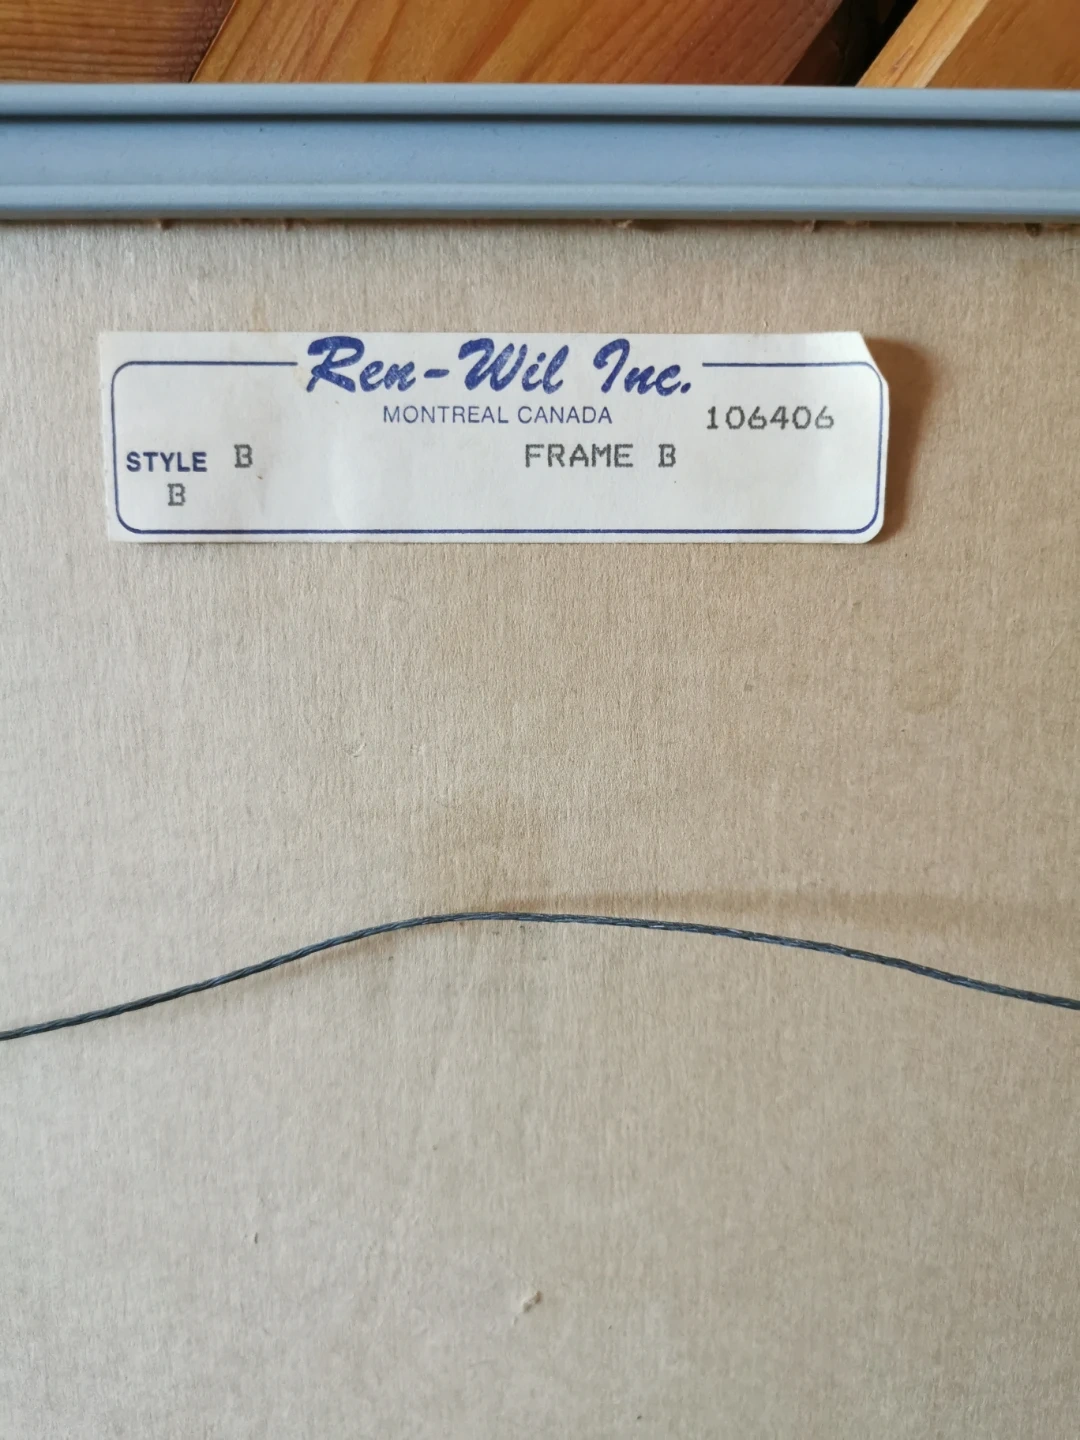 Ren-Wil Inc.
MONTREAL CANADA 106406
STYLE B FRAME B
B